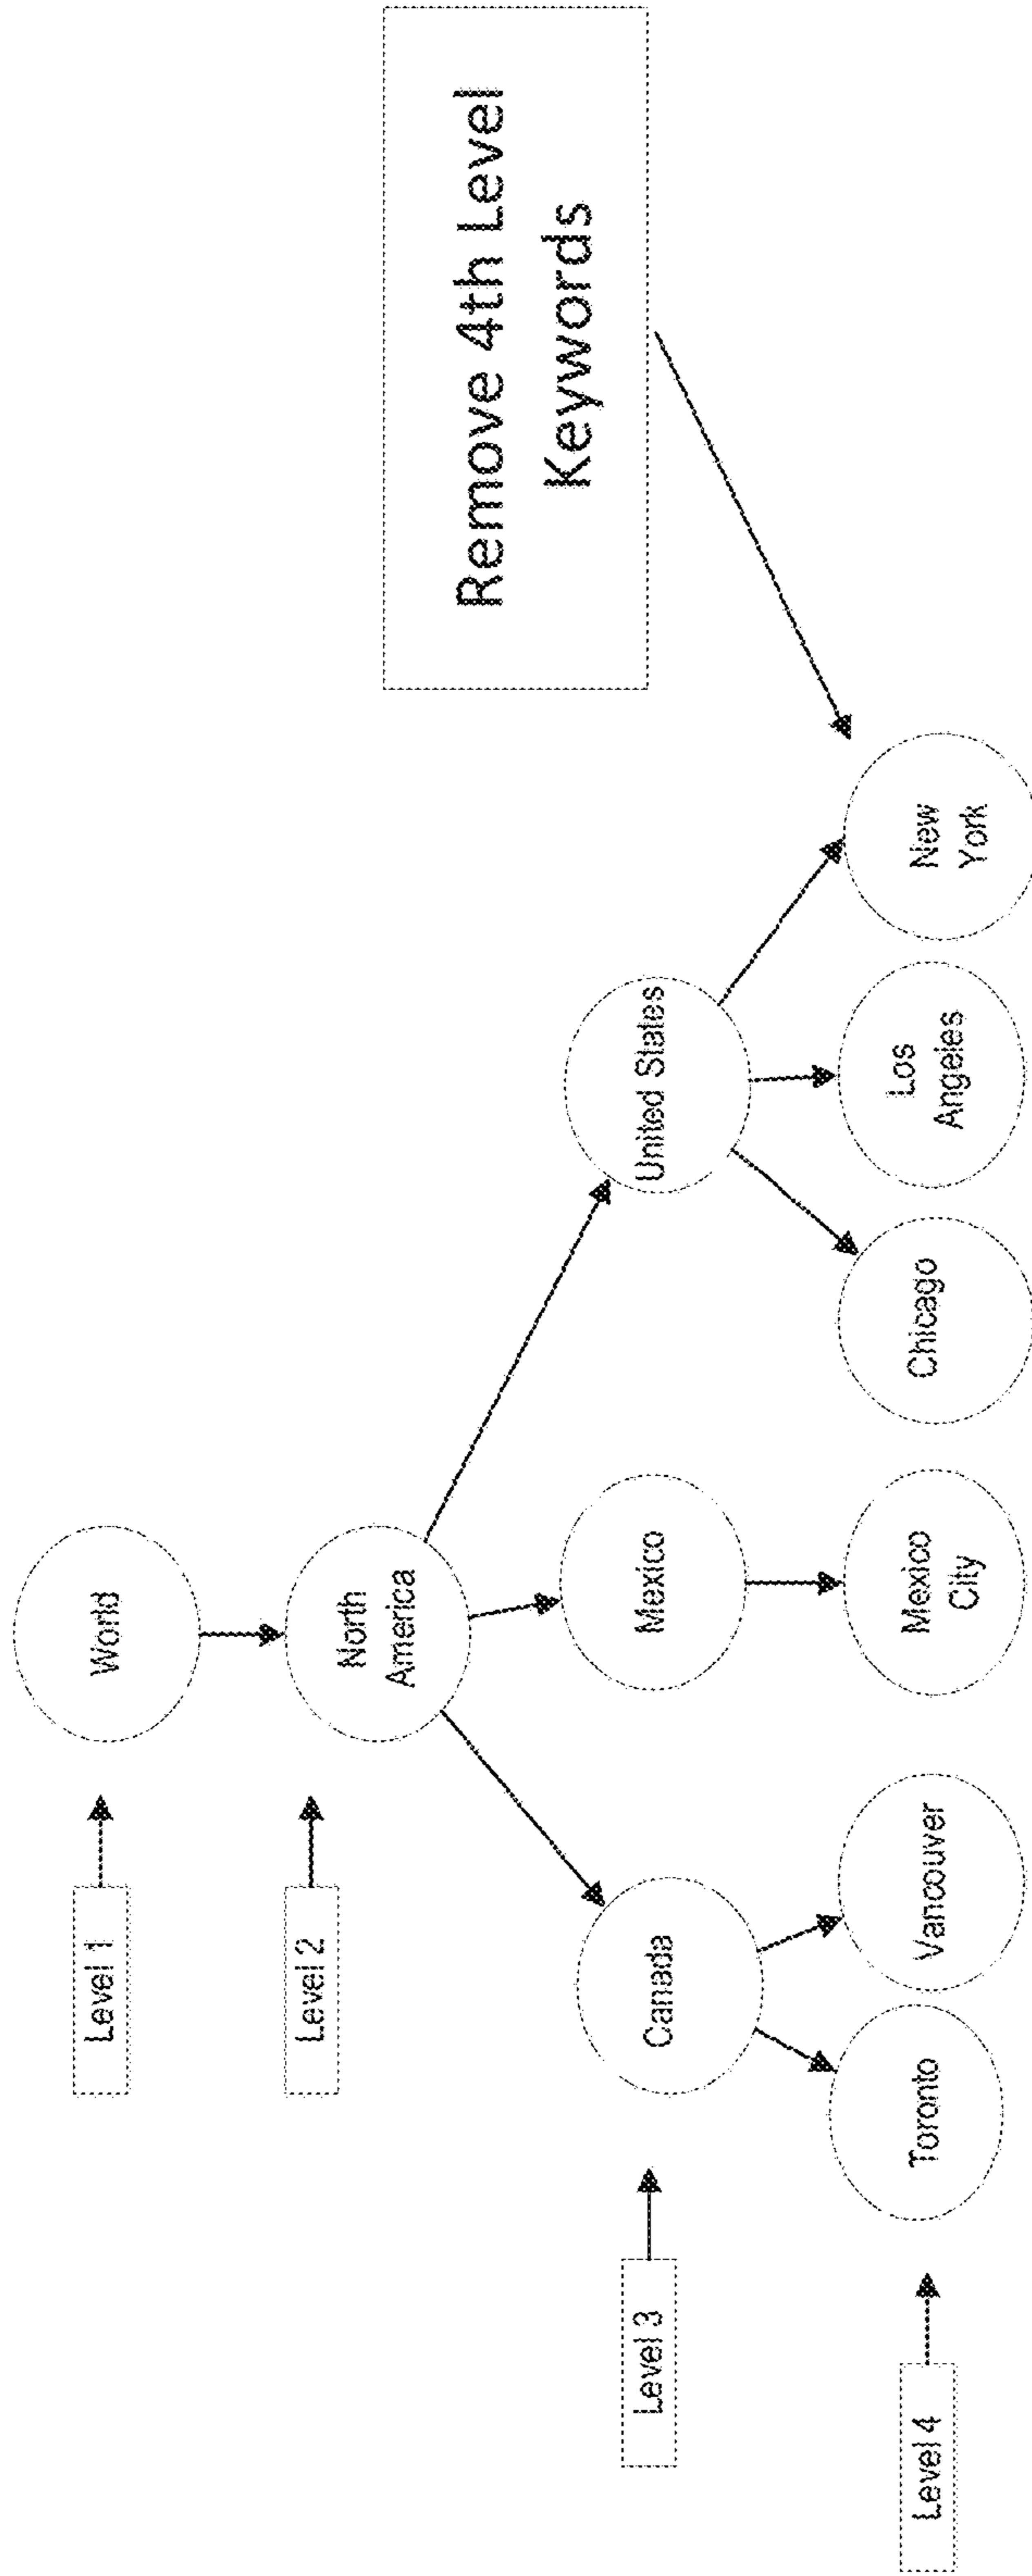 Level 1
World
Level 2
North
America
Remove 4th Level
Keywords
Level 3
Canada
Mexico
United States
Level 4
Toronto
Vancouver
Mexico
City
Chicago
Los
Angeles
New
York